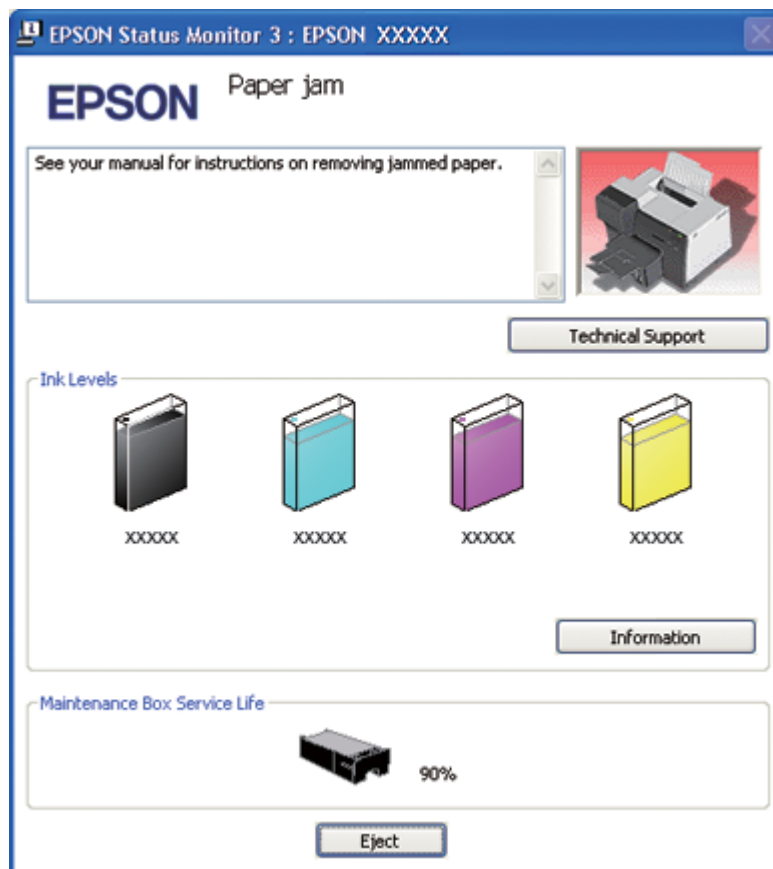 EPSON Status Monitor 3 : EPSON XXXXX
EPSON
Paper jam
See your manual for instructions on removing jammed paper.
Technical Support
Ink Levels
XXXXX XXXXX XXXXX XXXXX
Information
Maintenance Box Service Life
90%
Eject